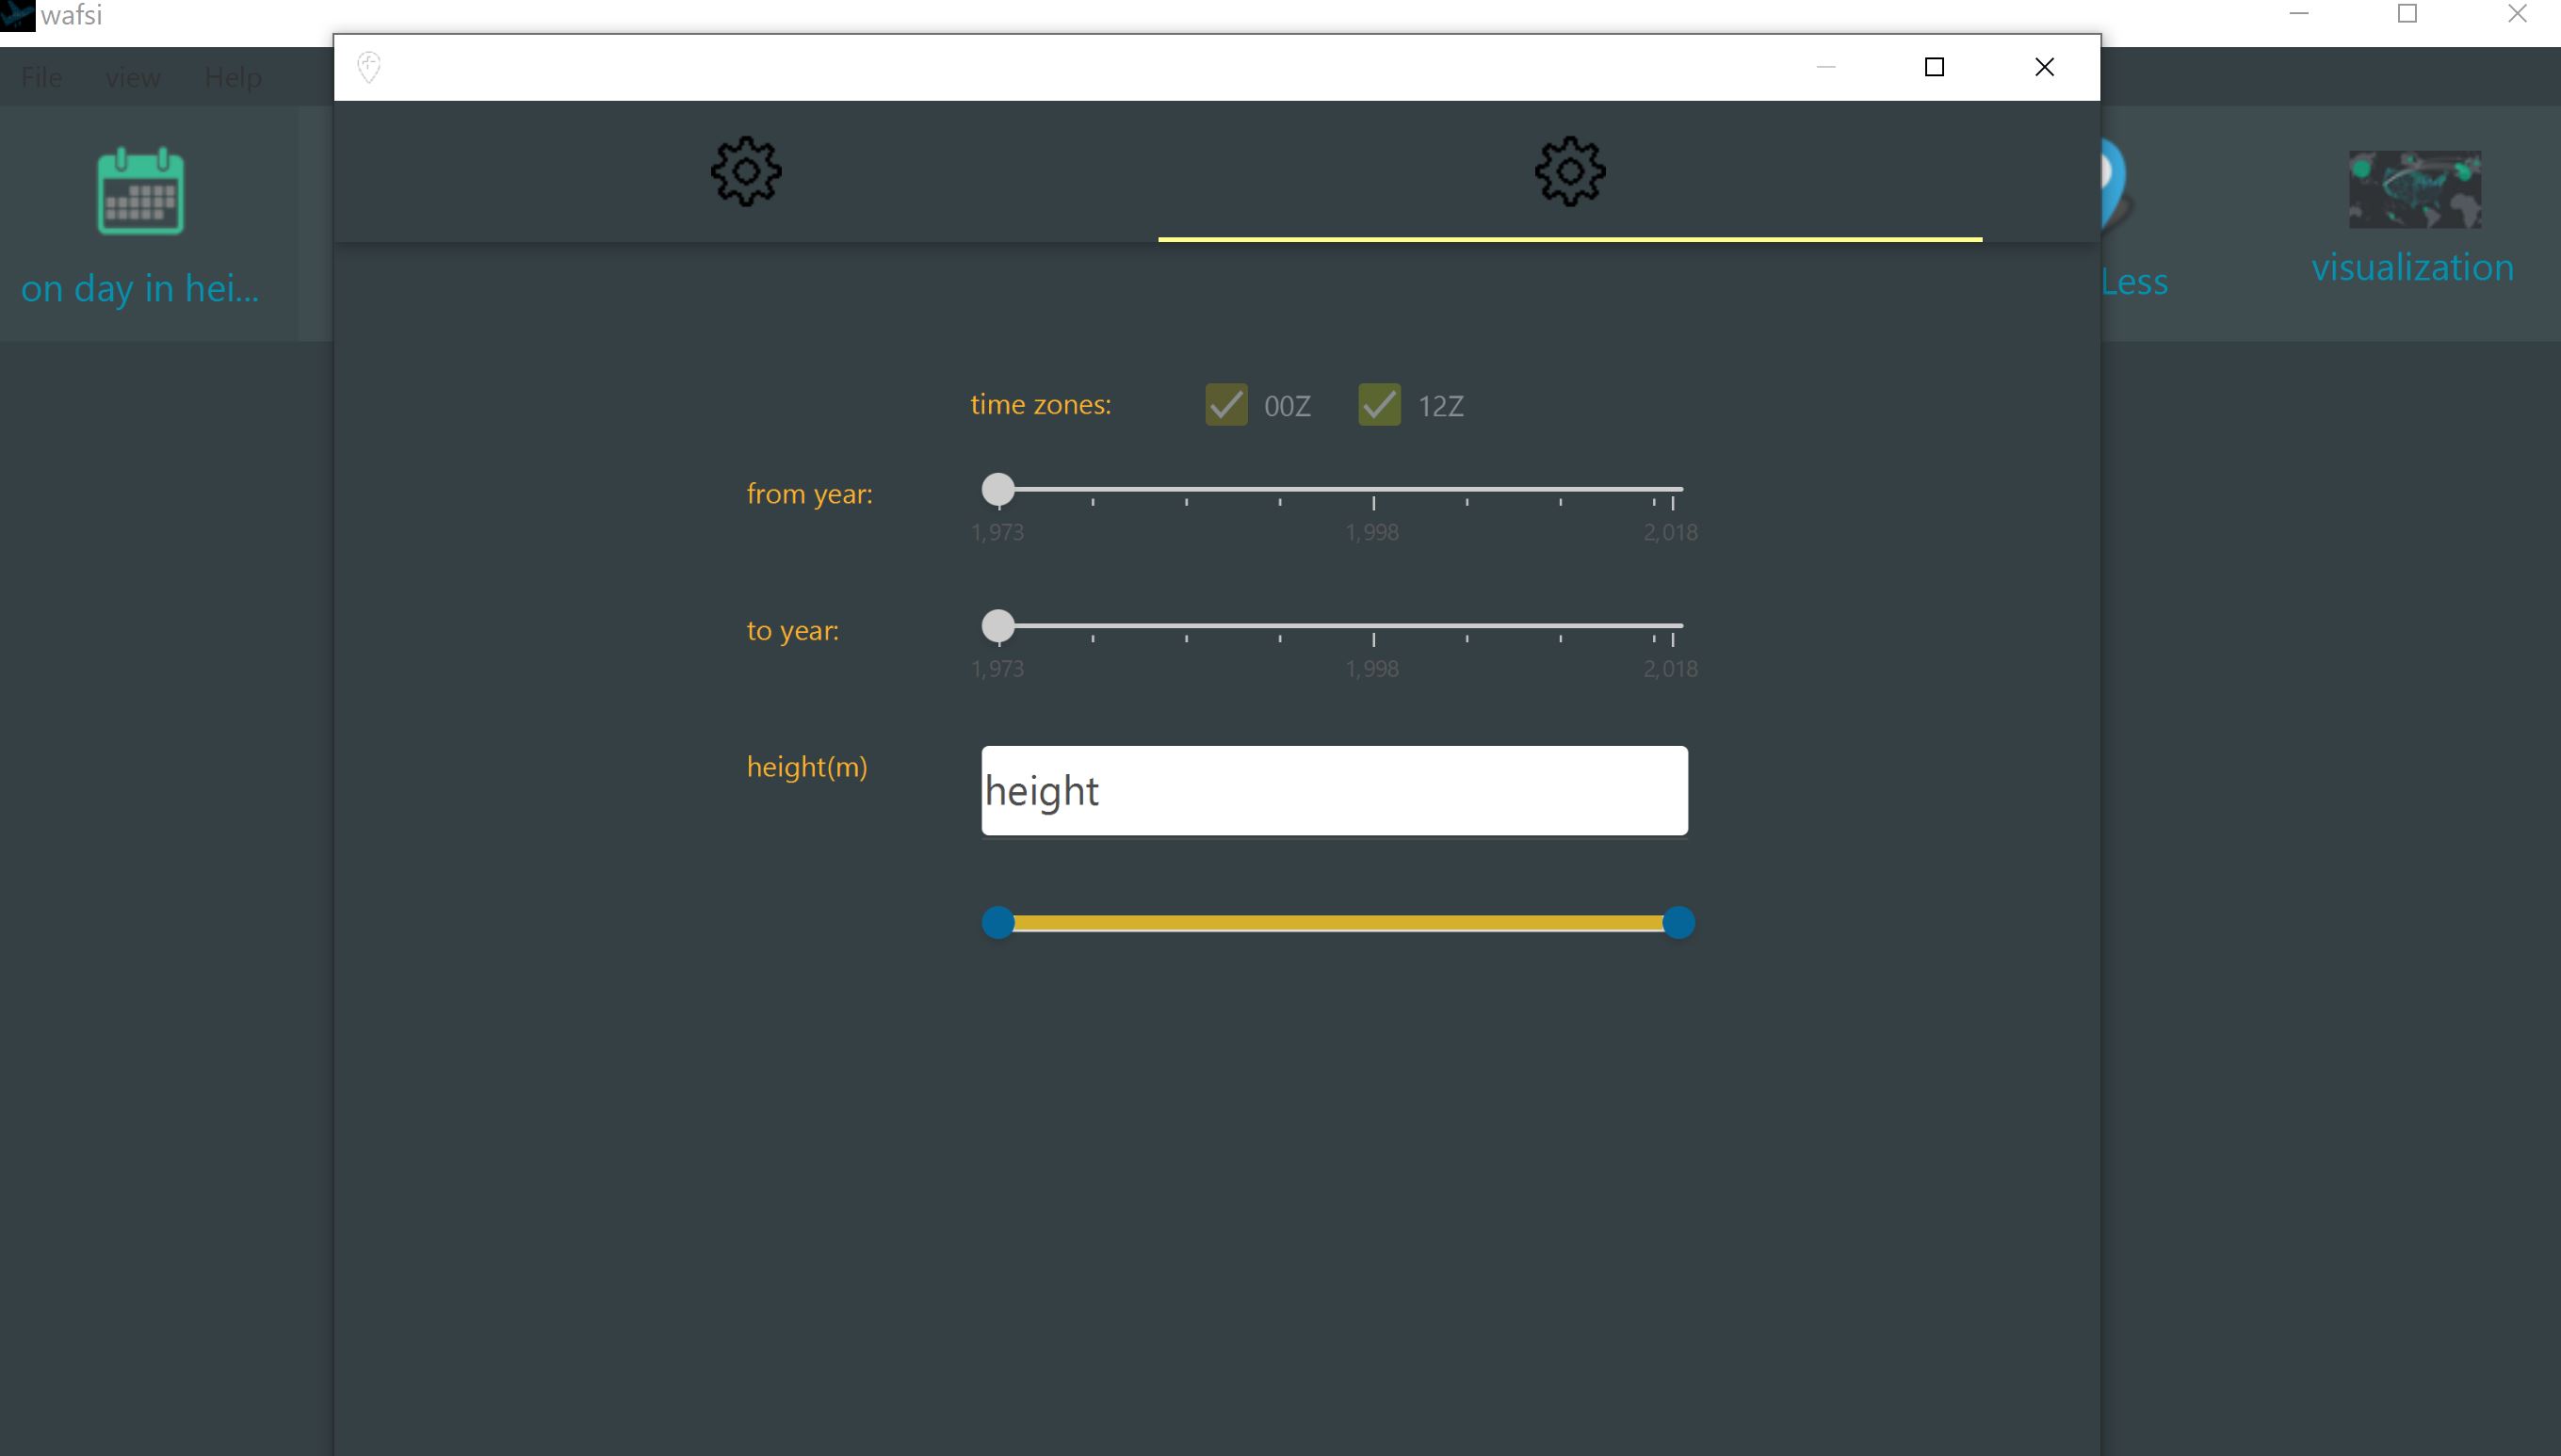 wafsi
File view Help
on day in hei...
Less
visualization
time zones: 00Z 12Z
from year:
1,973 1,998 2,018
to year:
1,973 1,998 2,018
height(m)
height